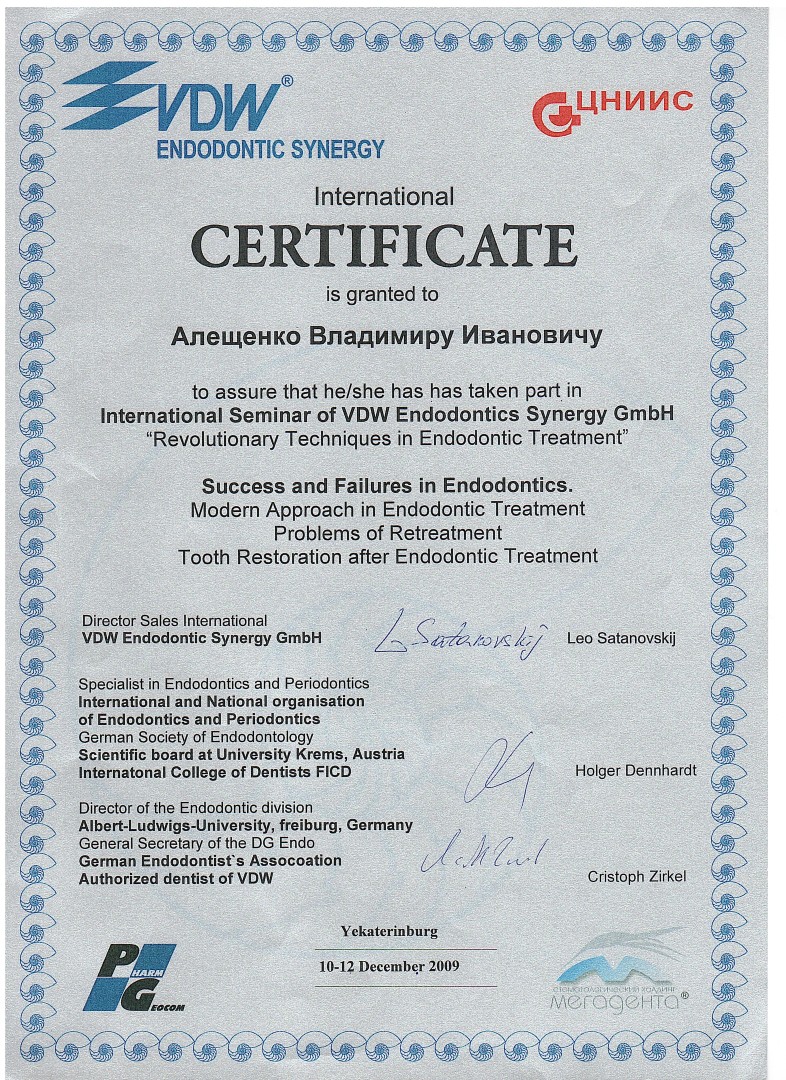 VDW®
ENDODONTIC SYNERGY
ЦНИИС
International
CERTIFICATE
is granted to
Алещенко Владимиру Ивановичу
to assure that he/she has has taken part in
International Seminar of VDW Endodontics Synergy GmbH
“Revolutionary Techniques in Endodontic Treatment”
Success and Failures in Endodontics.
Modern Approach in Endodontic Treatment
Problems of Retreatment
Tooth Restoration after Endodontic Treatment
Director Sales International
VDW Endodontic Synergy GmbH
L Satanovskij
Leo Satanovskij
Specialist in Endodontics and Periodontics
International and National organisation
of Endodontics and Periodontics
German Society of Endodontology
Scientific board at University Krems, Austria
Internatonal College of Dentists FICD
Holger Dennhardt
Director of the Endodontic division
Albert-Ludwigs-University, freiburg, Germany
General Secretary of the DG Endo
German Endodontist`s Assocoation
Authorized dentist of VDW
Cristoph Zirkel
Yekaterinburg
10-12 December 2009
PHARM
GEOCOM
СТОМАТОЛОГИЧЕСКИЙ ХОЛДИНГ
мегадента®